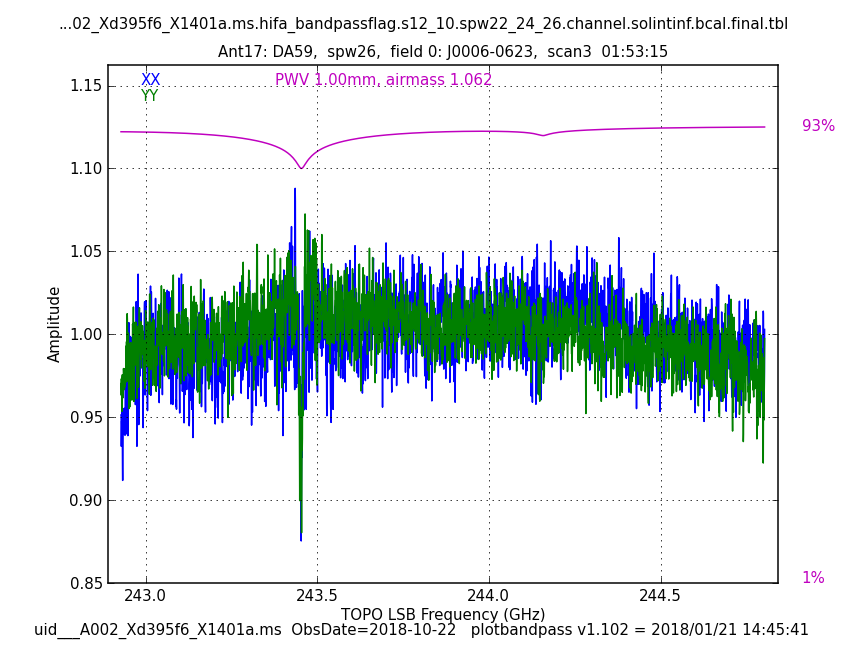 ...02_Xd395f6_X1401a.ms.hifa_bandpassflag.s12_10.spw22_24_26.channel.solintinf.bcal.final.tbl
Ant17: DA59, spw26, field 0: J0006-0623, scan3 01:53:15
XX
PWV 1.00mm, airmass 1.062
YY
93%
1%
Amplitude
1.15
1.10
1.05
1.00
0.95
0.90
0.85
243.0 243.5 244.0 244.5
TOPO LSB Frequency (GHz)
uid___A002_Xd395f6_X1401a.ms ObsDate=2018-10-22 plotbandpass v1.102 = 2018/01/21 14:45:41